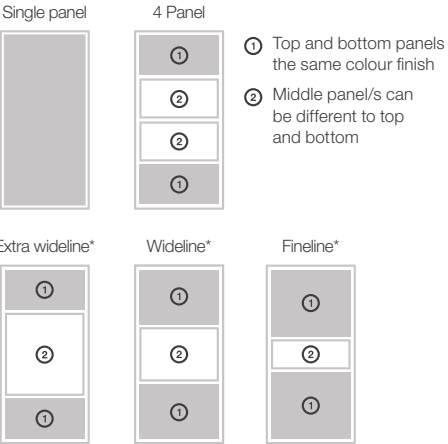 Single panel
4 Panel
1
2
2
1
1 Top and bottom panels
the same colour finish
2 Middle panel/s can
be different to top
and bottom
Extra wideline*
Wideline*
Fineline*
1
2
1
1
2
1
1
2
1